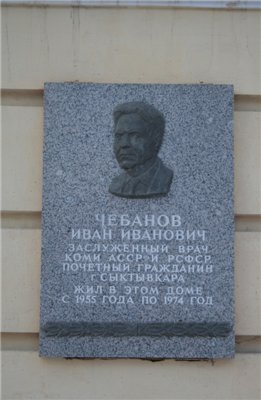 ЧЕБАНОВ
ИВАН ИВАНОВИЧ
ЗАСЛУЖЕННЫЙ ВРАЧ
КОМИ АССР И РСФСР
ПОЧЕТНЫЙ ГРАЖДАНИН
Г. СЫКТЫВКАРА
ЖИЛ В ЭТОМ ДОМЕ
С 1955 ГОДА ПО 1974 ГОД